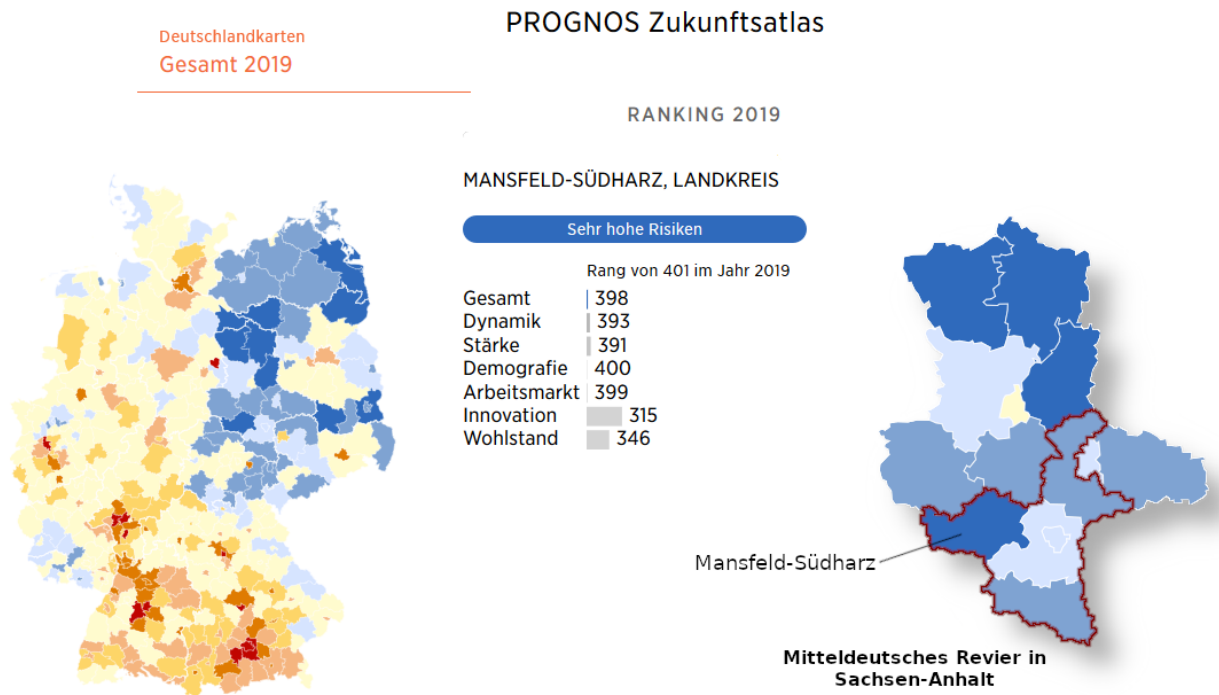 PROGNOS Zukunftsatlas
Deutschlandkarten
Gesamt 2019
RANKING 2019
MANSFELD-SÜDHARZ, LANDKREIS
Sehr hohe Risiken
Rang von 401 im Jahr 2019
Gesamt 398
Dynamik 393
Stärke 391
Demografie 400
Arbeitsmarkt 399
Innovation 315
Wohlstand 346
Mansfeld-Südharz
Mitteldeutsches Revier in
Sachsen-Anhalt